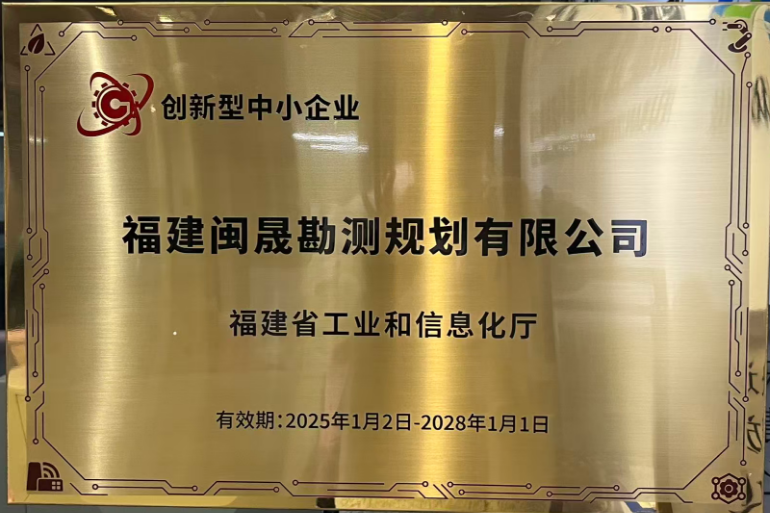 创新型中小企业
福建闽晟勘测规划有限公司
福建省工业和信息化厅
有效期:2025年1月2日-2028年1月1日